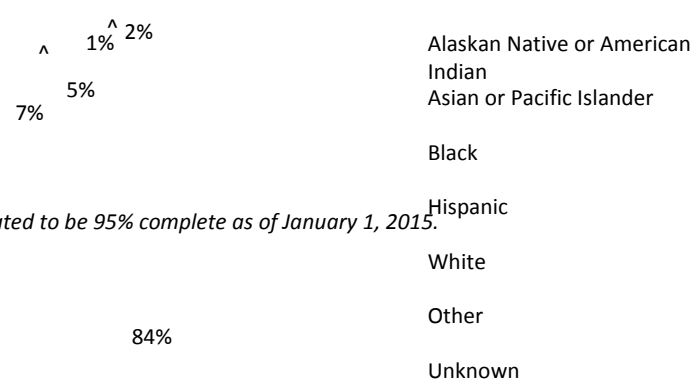 ^ 2%
1%
^
5%
7%
Alaskan Native or American
Indian
Asian or Pacific Islander
Black
Hispanic
to be 95% complete as of January 1, 2015.
White
Other
84%
Unknown